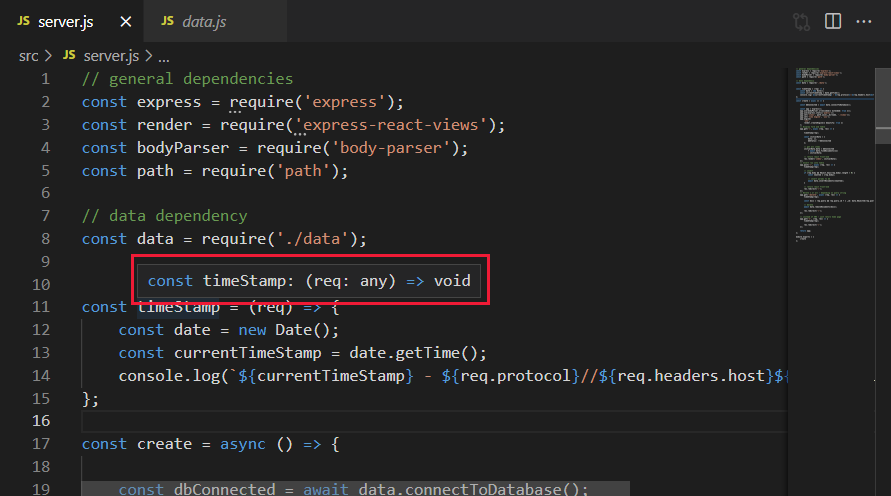 JS server.js × JS data.js ...
src > JS server.js > ...
1 // general dependencies
2 const express = require('express');
3 const render = require('express-react-views');
4 const bodyParser = require('body-parser');
5 const path = require('path');
6
7 // data dependency
8 const data = require('./data');
9
const timeStamp: (req: any) => void
10
11 const timeStamp = (req) => {
12 const date = new Date();
13 const currentTimeStamp = date.getTime();
14 console.log(`${currentTimeStamp} - ${req.protocol}//${req.headers.host}${
15 };
16
17 const create = async () => {
18
19 const dbConnected = await data.connectToDatabase();